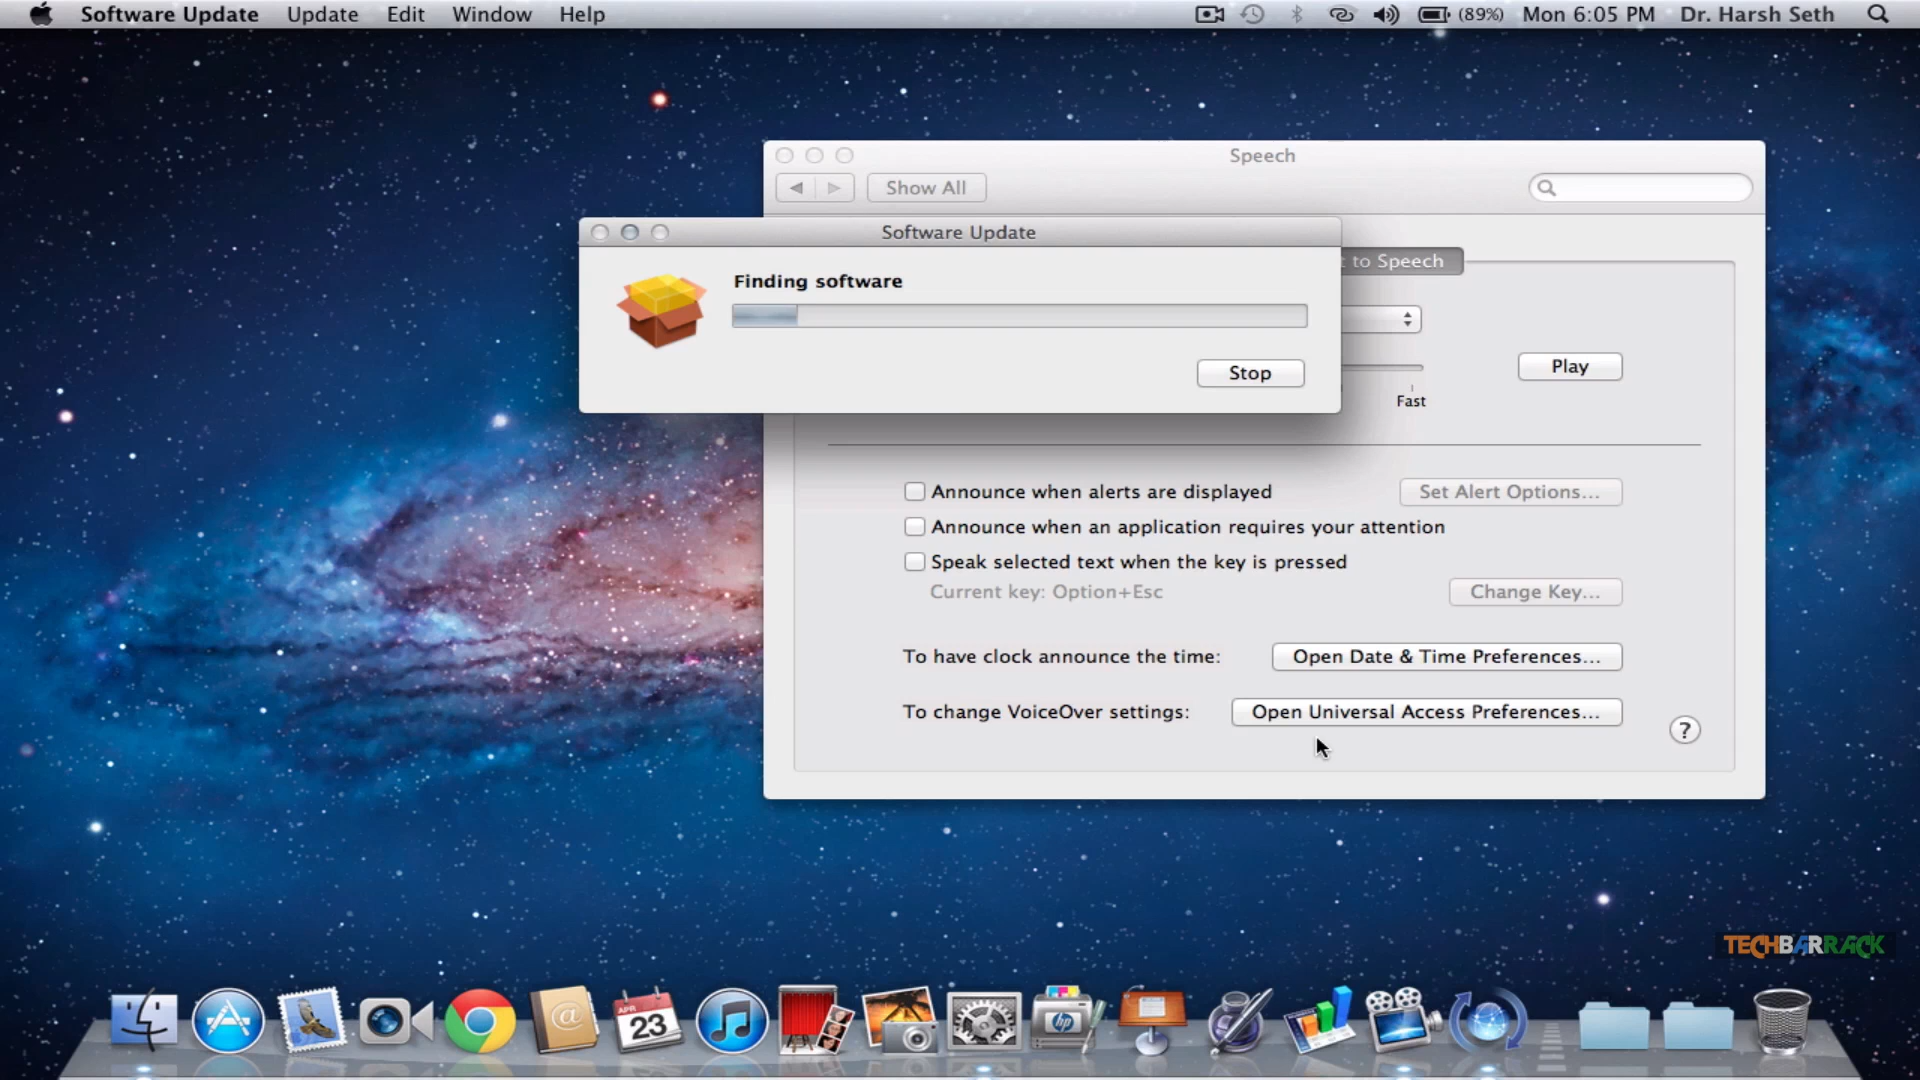 Software Update Update Edit Window Help (89%) Mon 6:05 PM Dr. Harsh Seth
Speech
Show All
Software Update
Finding software
Stop
t to Speech
Play
Fast
Announce when alerts are displayed Set Alert Options...
Announce when an application requires your attention
Speak selected text when the key is pressed
Current key: Option+Esc Change Key...
To have clock announce the time: Open Date & Time Preferences...
To change VoiceOver settings: Open Universal Access Preferences...
?
TECHBARRACK
APR
23
@
hp